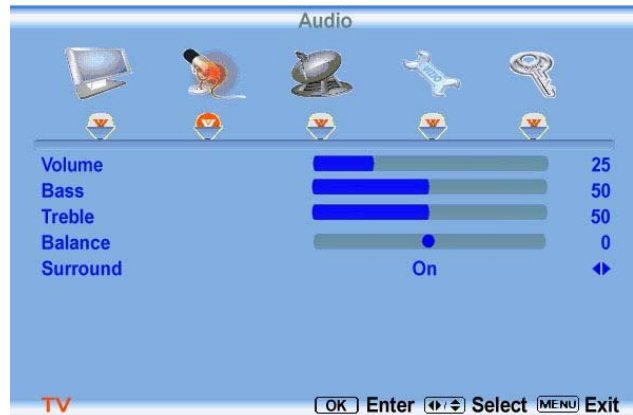 Audio
Volume 25
Bass 50
Treble 50
Balance 0
Surround On
TV OK Enter Select MENU Exit